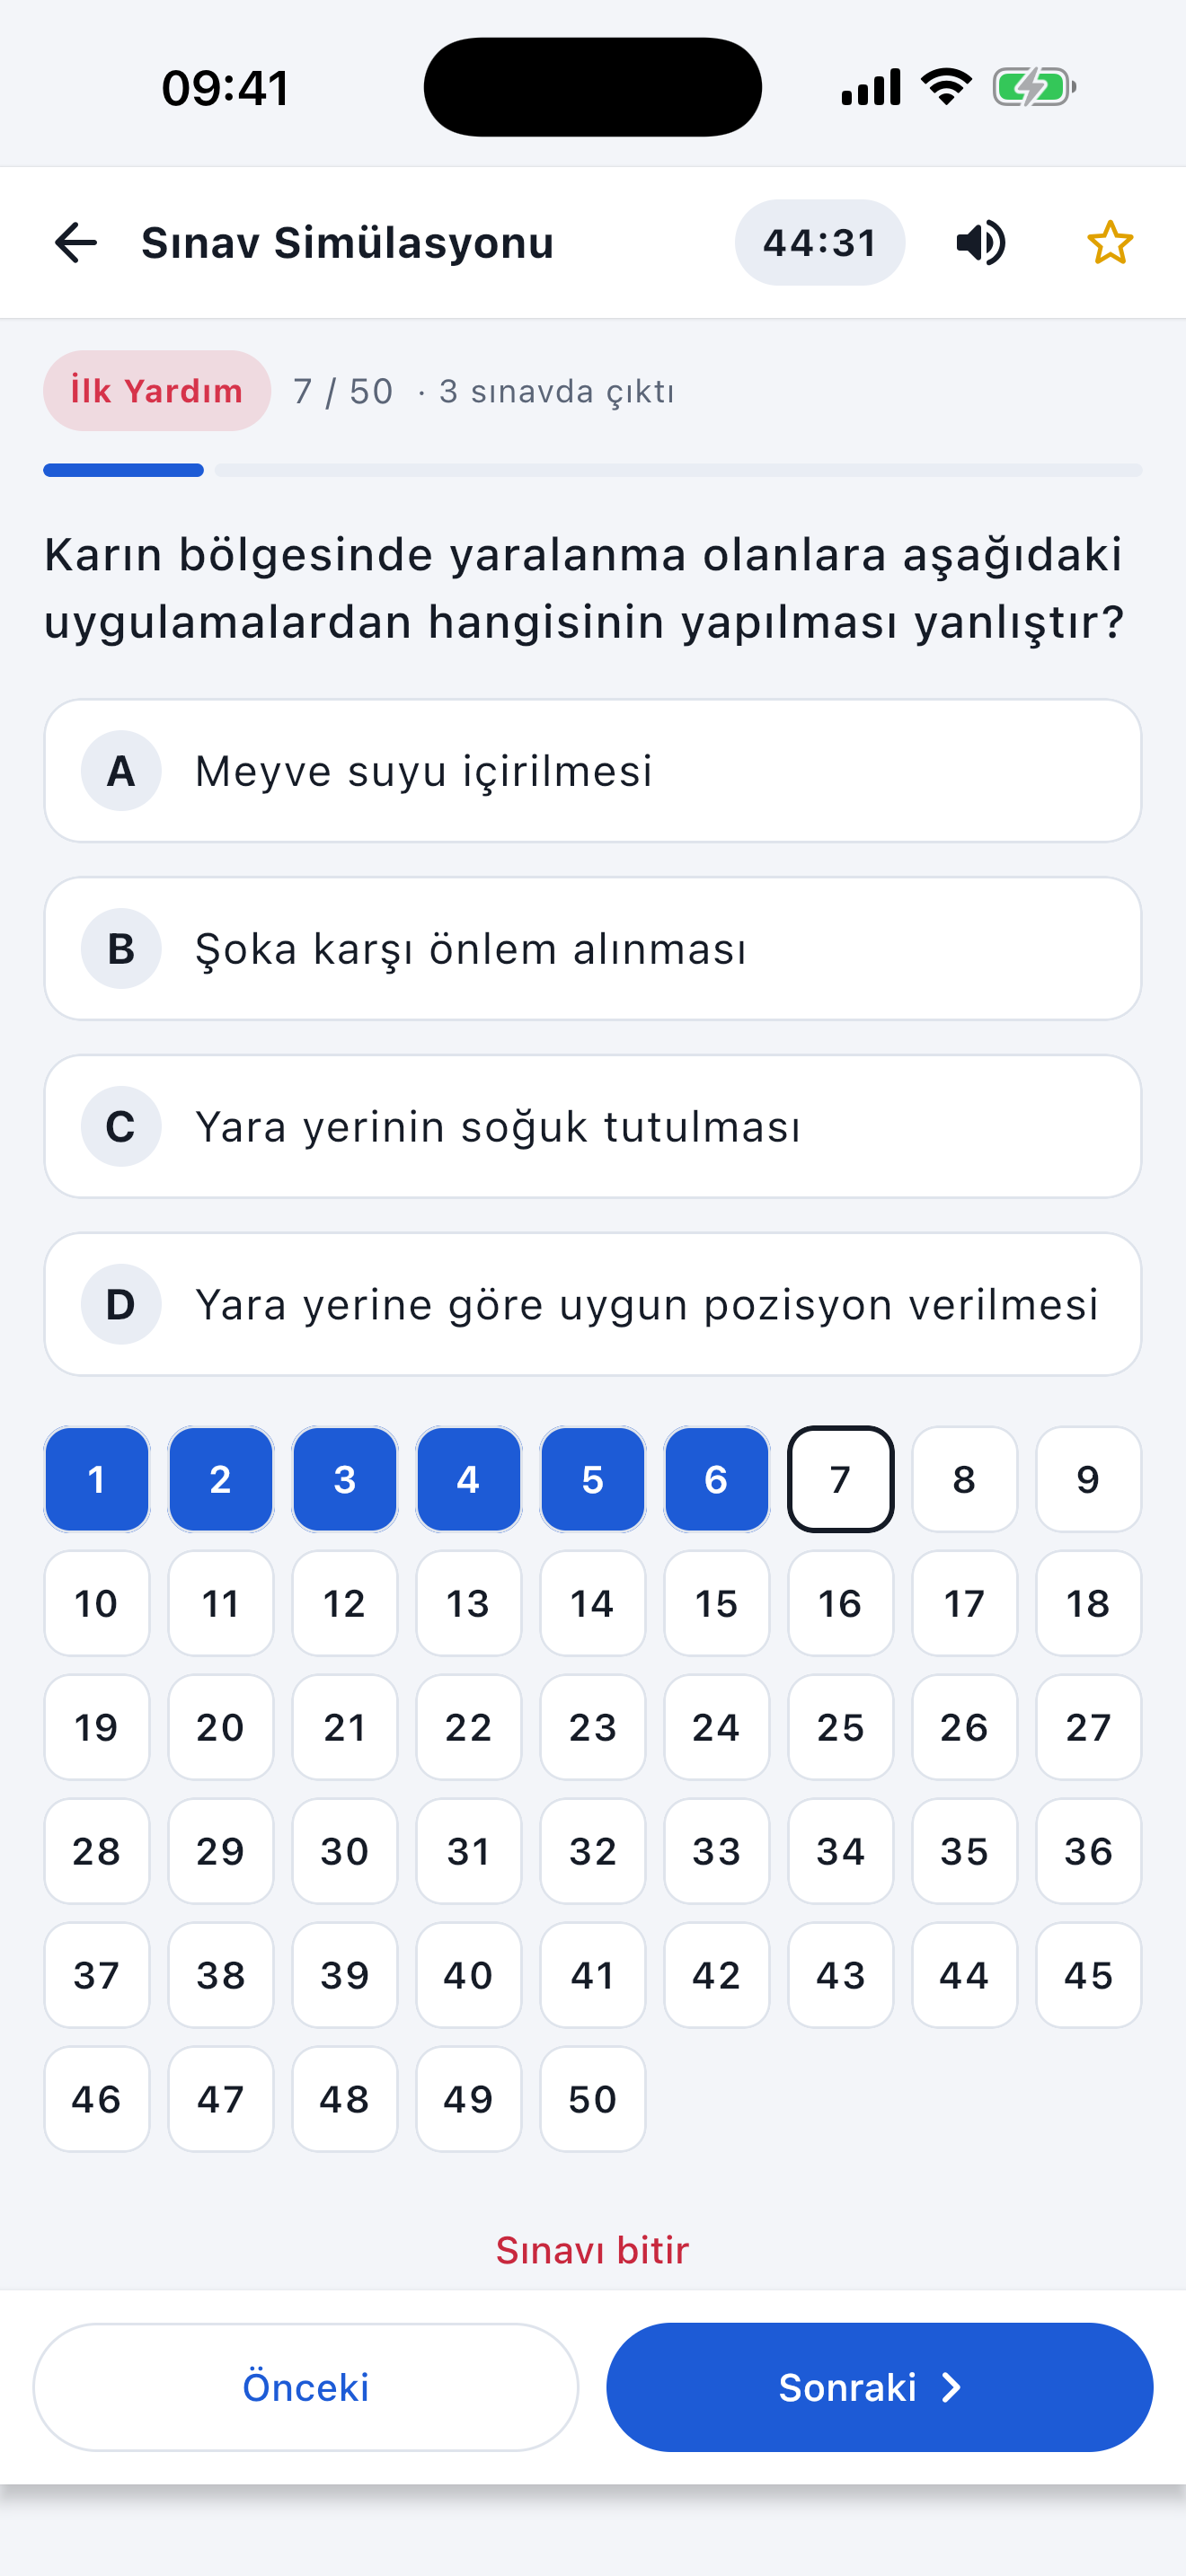 09:41
Sınav Simülasyonu
44:31
İlk Yardım
7 / 50 · 3 sınavda çıktı
Karın bölgesinde yaralanma olanlara aşağıdaki
uygulamalardan hangisinin yapılması yanlıştır?
A Meyve suyu içirilmesi
B Şoka karşı önlem alınması
C Yara yerinin soğuk tutulması
D Yara yerine göre uygun pozisyon verilmesi
1 2 3 4 5 6 7 8 9
10 11 12 13 14 15 16 17 18
19 20 21 22 23 24 25 26 27
28 29 30 31 32 33 34 35 36
37 38 39 40 41 42 43 44 45
46 47 48 49 50
Sınavı bitir
Önceki
Sonraki